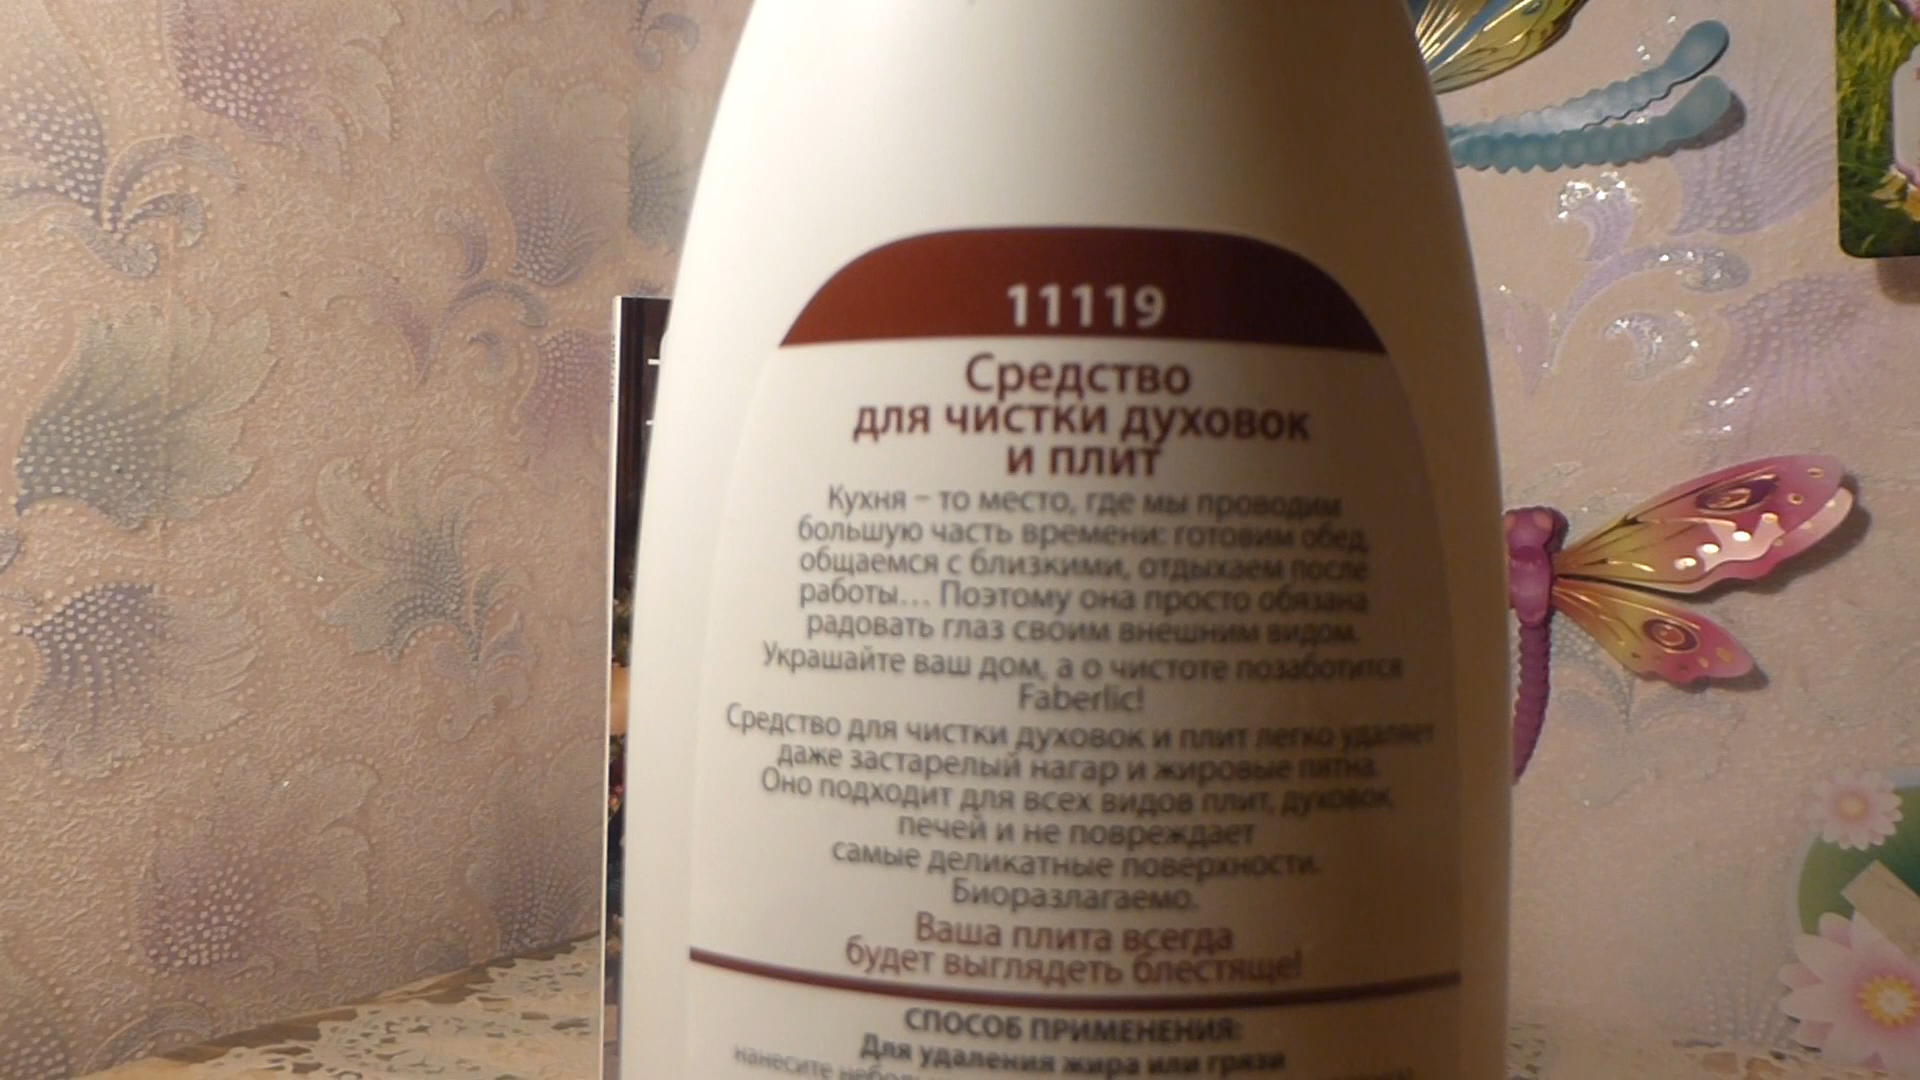 11119
Средство
для чистки духовок
и плит
Кухня – то место, где мы проводим
большую часть времени: готовим обед,
общаемся с близкими, отдыхаем после
работы... Поэтому она просто обязана
радовать глаз своим внешним видом.
Украшайте ваш дом, а о чистоте позаботится
Faberlic!
Средство для чистки духовок и плит легко удаляет
даже застарелый нагар и жировые пятна.
Оно подходит для всех видов плит, духовок,
печей и не повреждает
самые деликатные поверхности.
Биоразлагаемо.
Ваша плита всегда
будет выглядеть блестяще!
СПОСОБ ПРИМЕНЕНИЯ:
Для удаления жира или грязи
нанесите